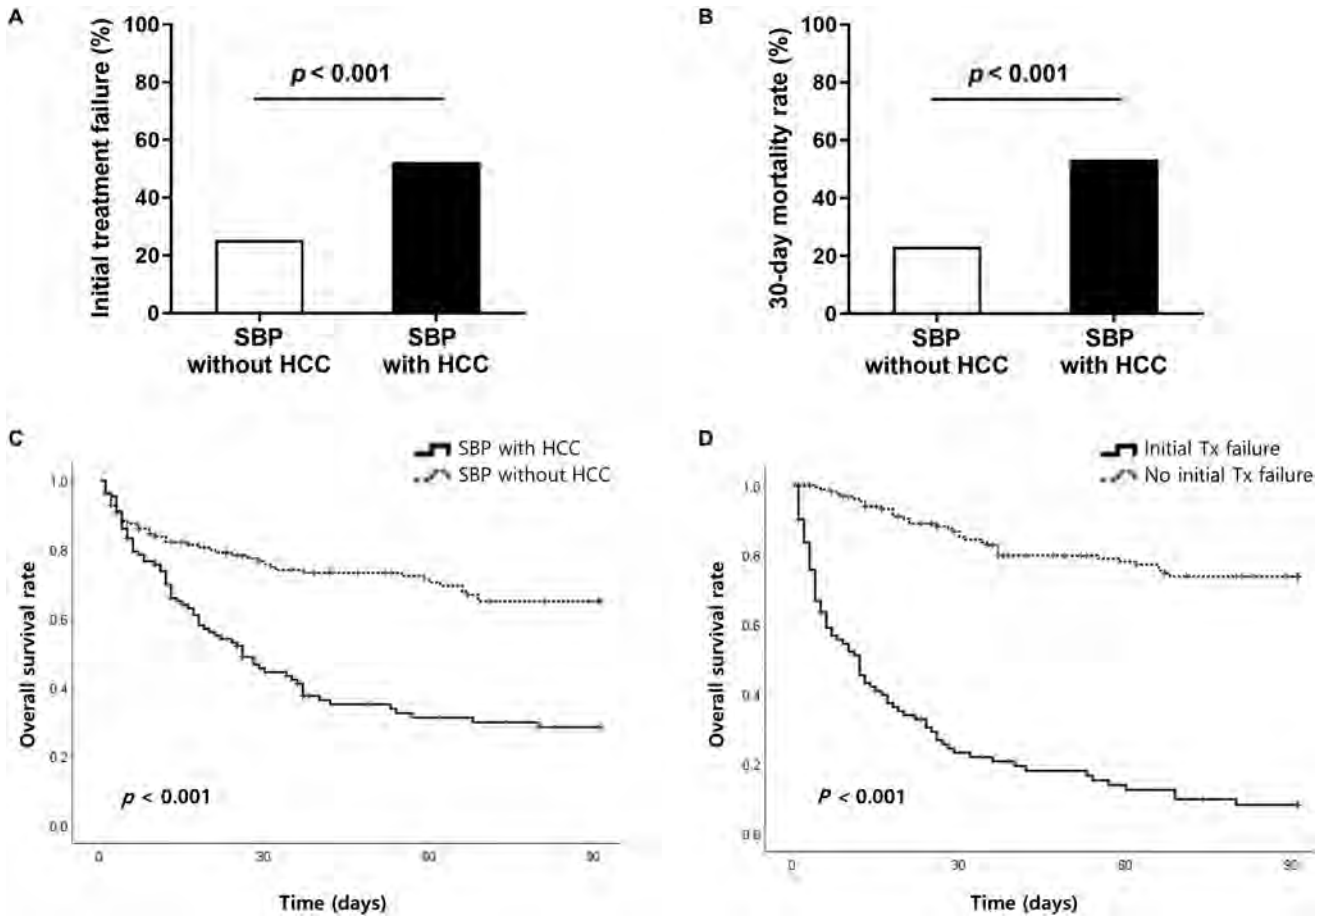 A
Initial treatment failure (%)
100
80
60
40
20
0
p < 0.001
SBP
without HCC
SBP
with HCC
B
30-day mortality rate (%)
100
80
60
40
20
0
p < 0.001
SBP
without HCC
SBP
with HCC
C
SBP with HCC
SBP without HCC
Overall survival rate
1.0
0.8
0.6
0.4
0.2
0.0
p < 0.001
0 30 60 90
Time (days)
D
Initial Tx failure
No initial Tx failure
Overall survival rate
1.0
0.8
0.6
0.4
0.2
0.0
P < 0.001
0 30 60 90
Time (days)